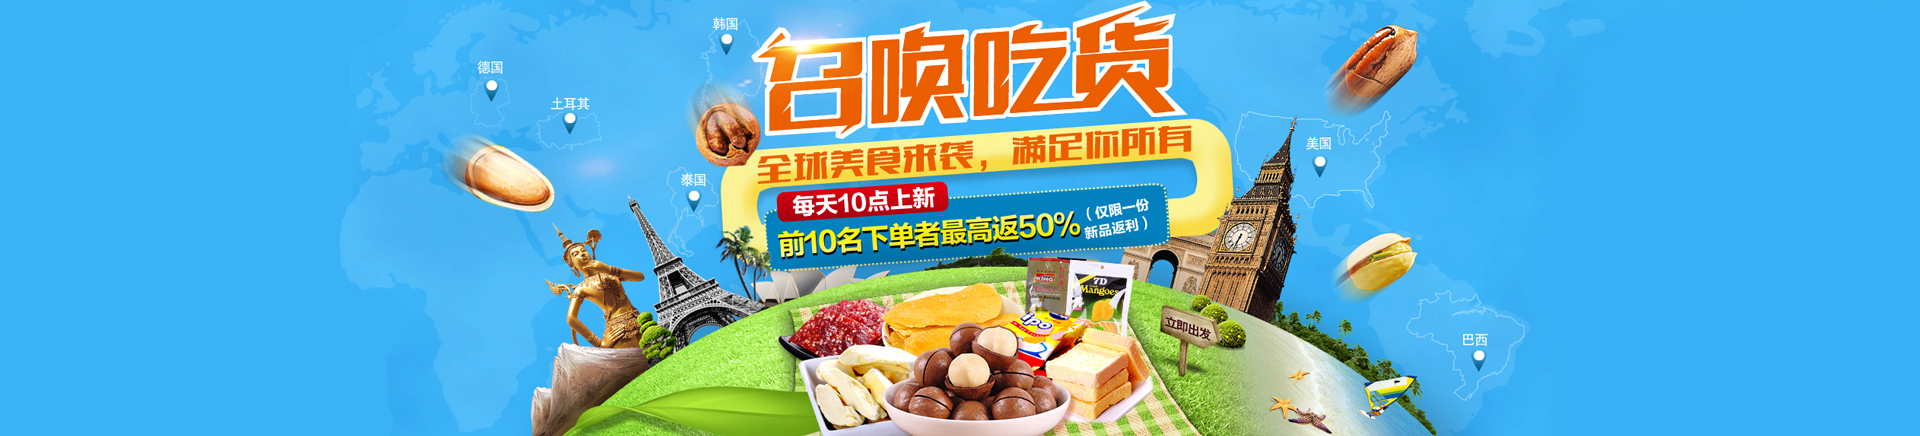 韩国
德国
土耳其
泰国
美国
巴西
召唤吃货
全球美食来袭，满足你所有
每天10点上新
前10名下单者最高返50%（仅限一份
新品返利）
KING
7D
Mangoes
ipo
立即出发